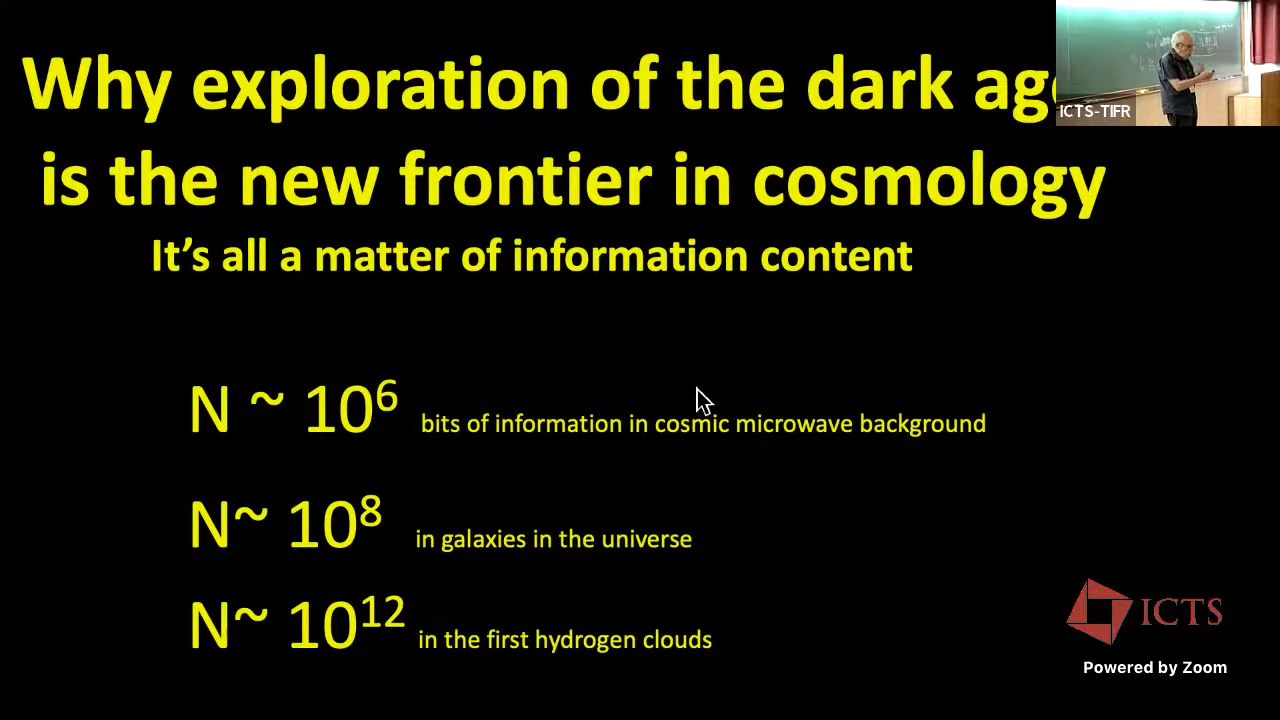 Why exploration of the dark ag
is the new frontier in cosmology
It's all a matter of information content
N ~ 10⁶ bits of information in cosmic microwave background
N~ 10⁸ in galaxies in the universe
N~ 10¹² in the first hydrogen clouds
ICTS-TIFR
ICTS
Powered by Zoom